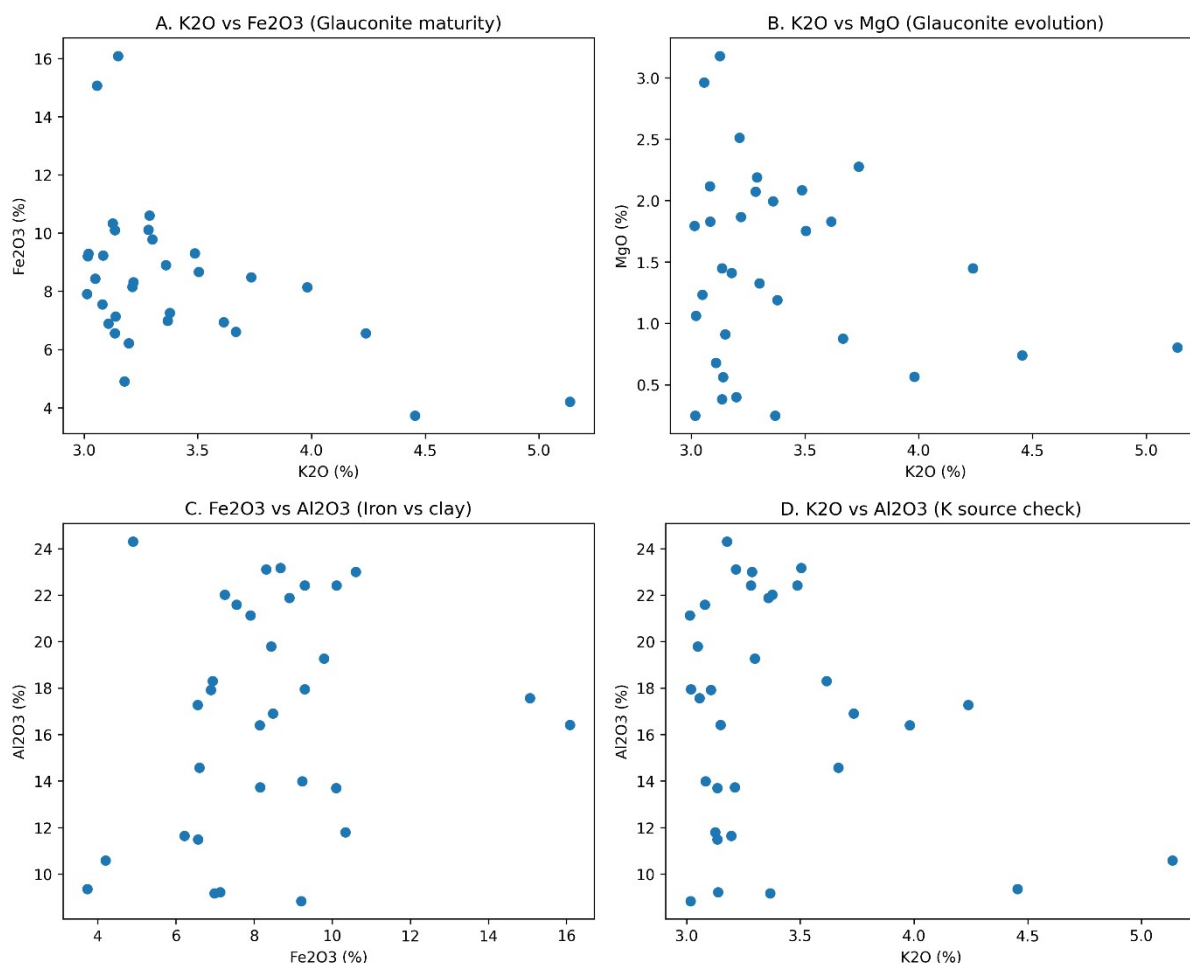 A. K2O vs Fe2O3 (Glauconite maturity)
16
14
12
10
8
6
4
Fe2O3 (%)
3.0 3.5 4.0 4.5 5.0
K2O (%)
B. K2O vs MgO (Glauconite evolution)
3.0
2.5
2.0
1.5
1.0
0.5
MgO (%)
3.0 3.5 4.0 4.5 5.0
K2O (%)
C. Fe2O3 vs Al2O3 (Iron vs clay)
24
22
20
18
16
14
12
10
Al2O3 (%)
4 6 8 10 12 14 16
Fe2O3 (%)
D. K2O vs Al2O3 (K source check)
24
22
20
18
16
14
12
10
Al2O3 (%)
3.0 3.5 4.0 4.5 5.0
K2O (%)